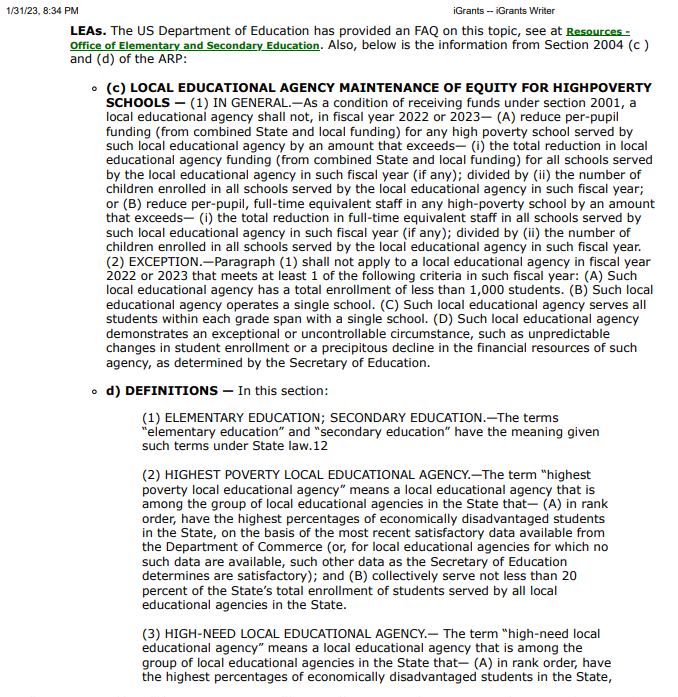 1/31/23, 8:34 PM
iGrants -- iGrants Writer
LEAs. The US Department of Education has provided an FAQ on this topic, see at Resources -
Office of Elementary and Secondary Education. Also, below is the information from Section 2004 (c )
and (d) of the ARP:
(c) LOCAL EDUCATIONAL AGENCY MAINTENANCE OF EQUITY FOR HIGHPOVERTY
SCHOOLS — (1) IN GENERAL.—As a condition of receiving funds under section 2001, a
local educational agency shall not, in fiscal year 2022 or 2023— (A) reduce per-pupil
funding (from combined State and local funding) for any high poverty school served by
such local educational agency by an amount that exceeds— (i) the total reduction in local
educational agency funding (from combined State and local funding) for all schools served
by the local educational agency in such fiscal year (if any); divided by (ii) the number of
children enrolled in all schools served by the local educational agency in such fiscal year;
or (B) reduce per-pupil, full-time equivalent staff in any high-poverty school by an amount
that exceeds— (i) the total reduction in full-time equivalent staff in all schools served by
such local educational agency in such fiscal year (if any); divided by (ii) the number of
children enrolled in all schools served by the local educational agency in such fiscal year.
(2) EXCEPTION.—Paragraph (1) shall not apply to a local educational agency in fiscal year
2022 or 2023 that meets at least 1 of the following criteria in such fiscal year: (A) Such
local educational agency has a total enrollment of less than 1,000 students. (B) Such local
educational agency operates a single school. (C) Such local educational agency serves all
students within each grade span with a single school. (D) Such local educational agency
demonstrates an exceptional or uncontrollable circumstance, such as unpredictable
changes in student enrollment or a precipitous decline in the financial resources of such
agency, as determined by the Secretary of Education.
d) DEFINITIONS — In this section:
(1) ELEMENTARY EDUCATION; SECONDARY EDUCATION.—The terms
“elementary education” and “secondary education” have the meaning given
such terms under State law.12
(2) HIGHEST POVERTY LOCAL EDUCATIONAL AGENCY.—The term “highest
poverty local educational agency” means a local educational agency that is
among the group of local educational agencies in the State that— (A) in rank
order, have the highest percentages of economically disadvantaged students
in the State, on the basis of the most recent satisfactory data available from
the Department of Commerce (or, for local educational agencies for which no
such data are available, such other data as the Secretary of Education
determines are satisfactory); and (B) collectively serve not less than 20
percent of the State’s total enrollment of students served by all local
educational agencies in the State.
(3) HIGH-NEED LOCAL EDUCATIONAL AGENCY.— The term “high-need local
educational agency” means a local educational agency that is among the
group of local educational agencies in the State that— (A) in rank order, have
the highest percentages of economically disadvantaged students in the State,